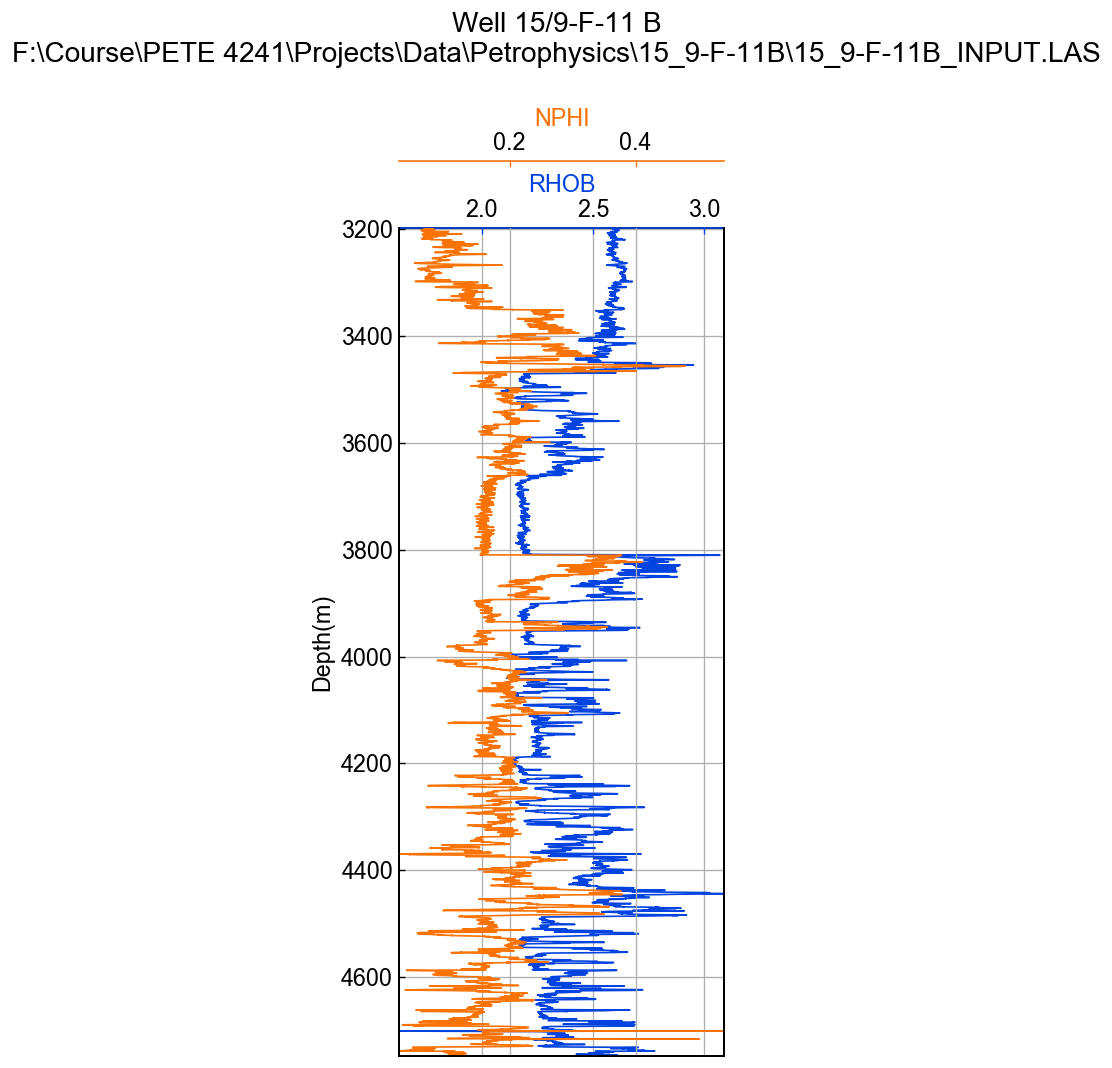 Well 15/9-F-11 B
F:\Course\PETE 4241\Projects\Data\Petrophysics\15_9-F-11B\15_9-F-11B_INPUT.LAS
NPHI
0.2 0.4
RHOB
2.0 2.5 3.0
3200
3400
3600
3800
Depth(m)
4000
4200
4400
4600